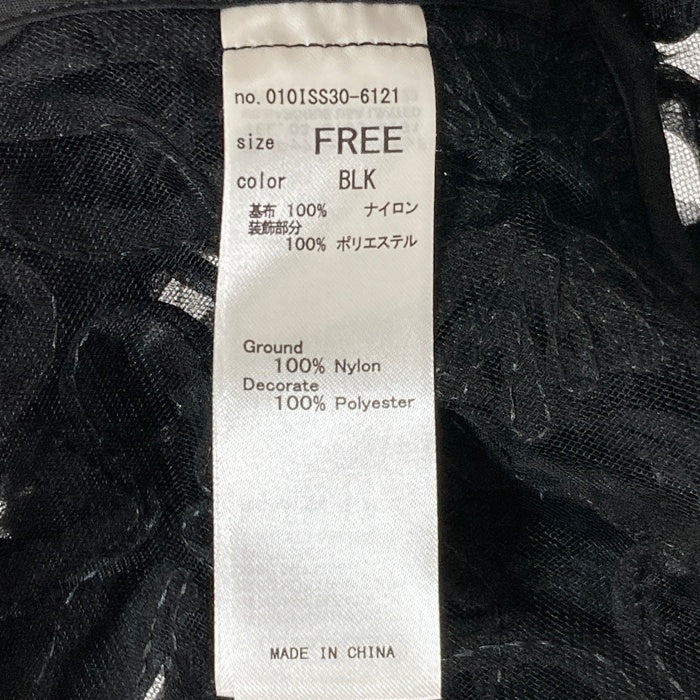 no.010ISS30-6121
size FREE
color BLK
基布 100% ナイロン
装飾部分
100% ポリエステル
Ground
100% Nylon
Decorate
100% Polyester
MADE IN CHINA